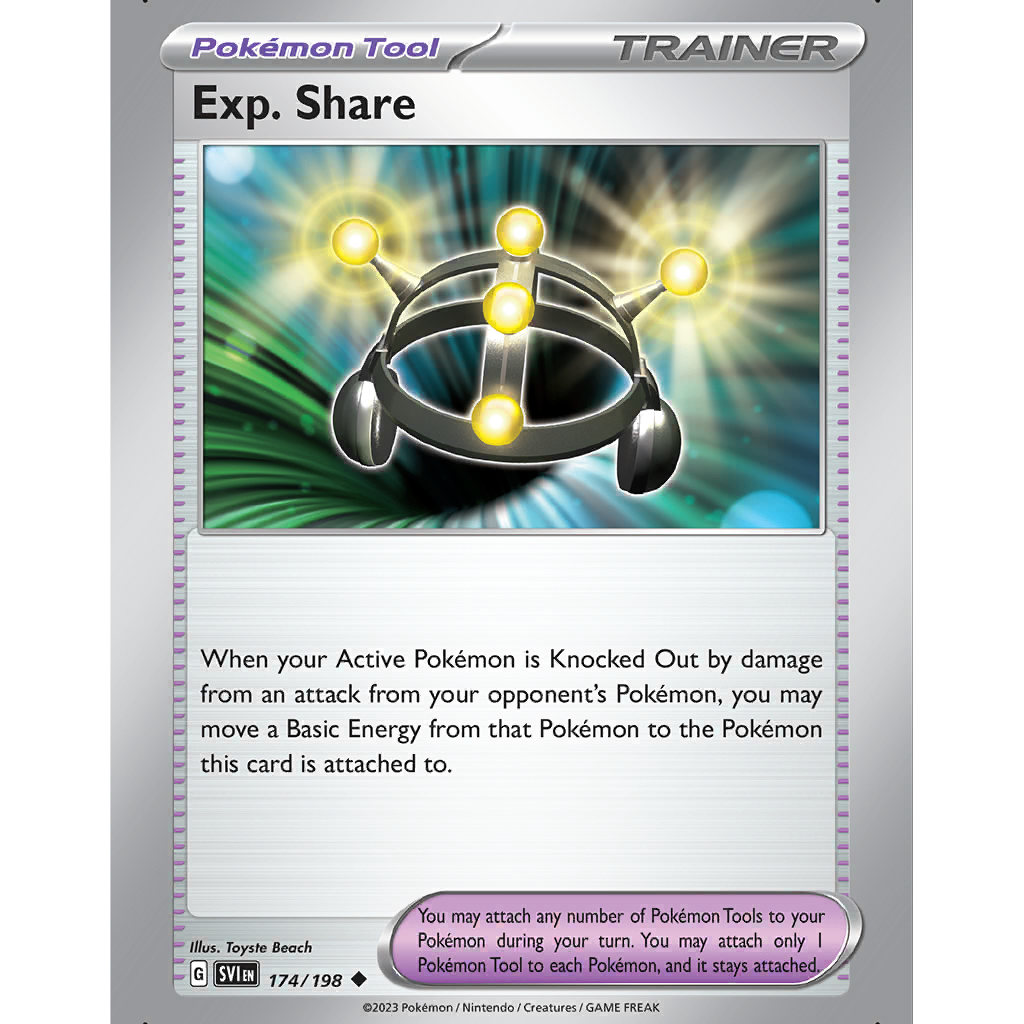 Pokémon Tool
TRAINER
Exp. Share
When your Active Pokémon is Knocked Out by damage
from an attack from your opponent's Pokémon, you may
move a Basic Energy from that Pokémon to the Pokémon
this card is attached to.
You may attach any number of Pokémon Tools to your
Pokémon during your turn. You may attach only 1
Pokémon Tool to each Pokémon, and it stays attached.
Illus. Toyste Beach
G SVI EN 174/198 ◆
©2023 Pokémon / Nintendo / Creatures / GAME FREAK